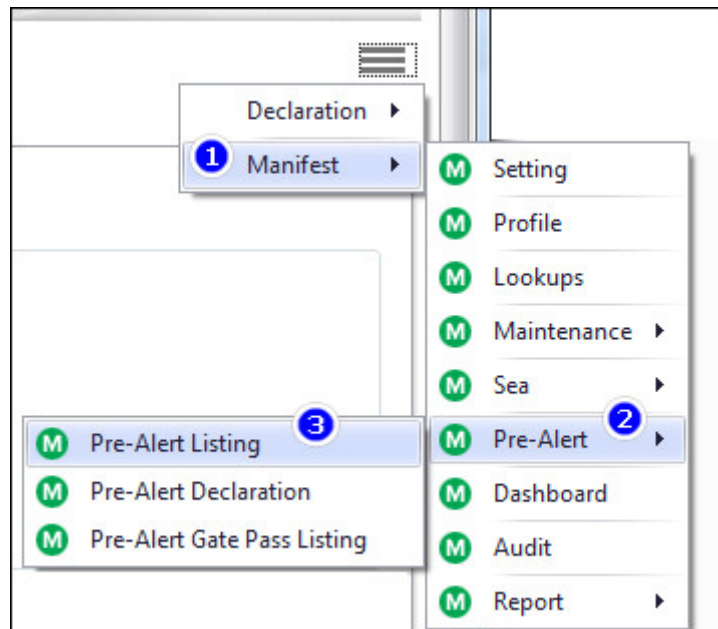 Declaration
1 Manifest
M Setting
M Profile
M Lookups
M Maintenance
M Sea
M Pre-Alert 2
M Dashboard
M Audit
M Report
M Pre-Alert Listing 3
M Pre-Alert Declaration
M Pre-Alert Gate Pass Listing